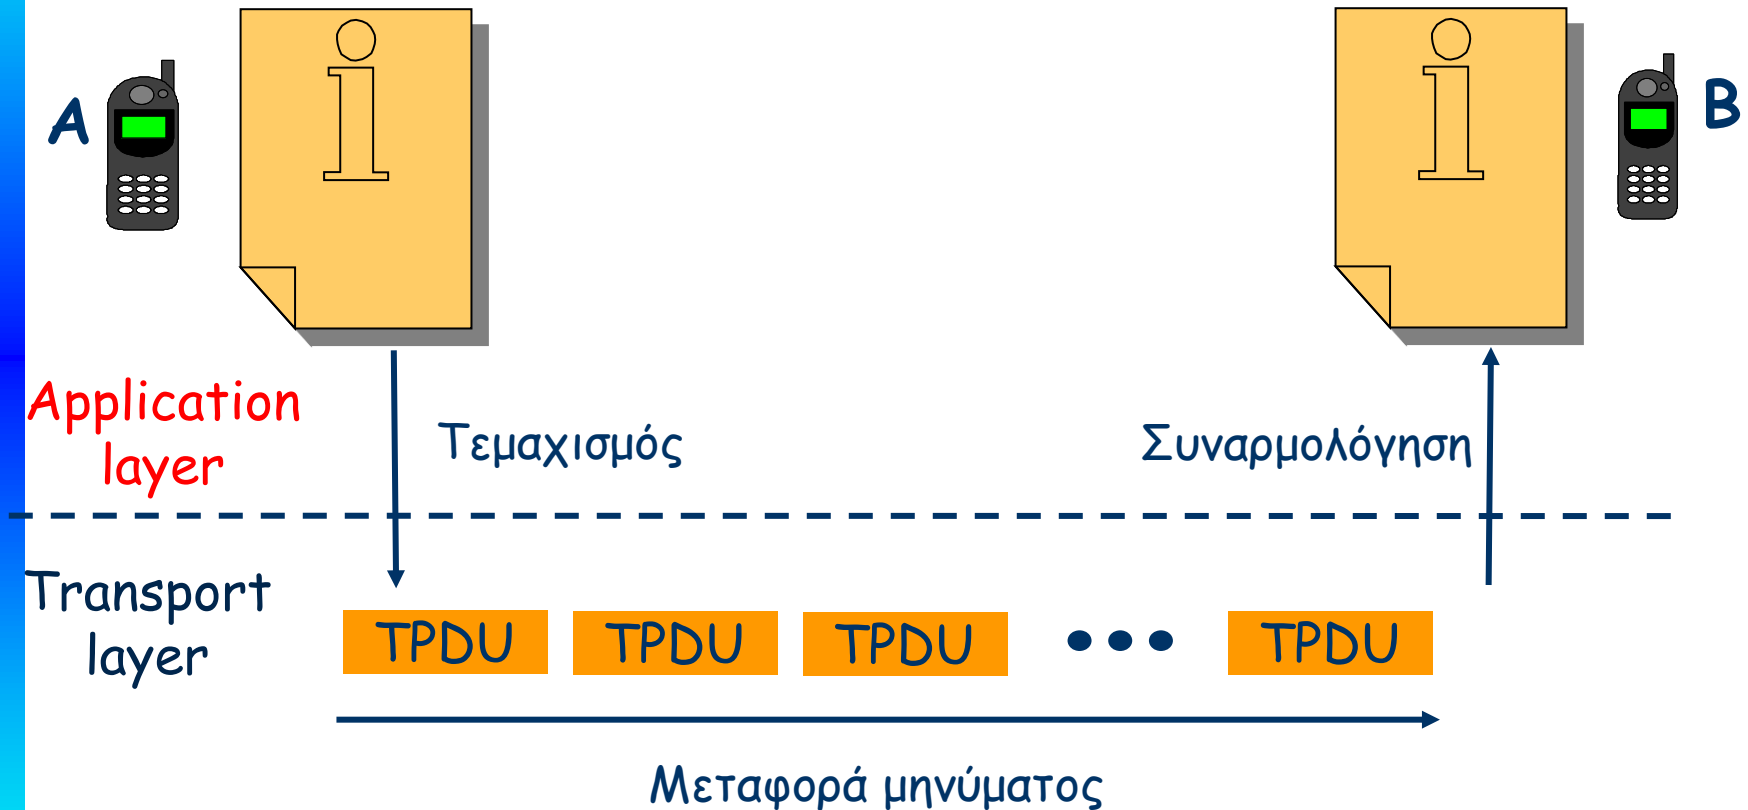 A
B
Application
layer
Τεμαχισμός
Συναρμολόγηση
Transport
layer
TPDU TPDU TPDU ••• TPDU
Μεταφορά μηνύματος